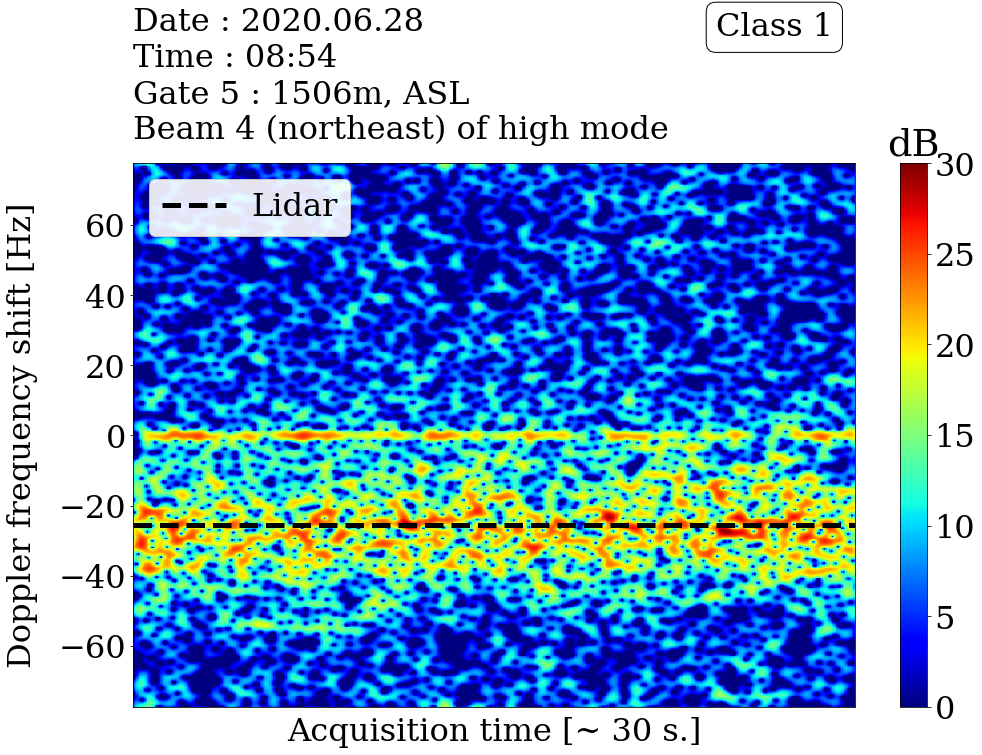 Date : 2020.06.28
Time : 08:54
Gate 5 : 1506m, ASL
Beam 4 (northeast) of high mode
Class 1
dB
Lidar
Doppler frequency shift [Hz]
60
40
20
0
−20
−40
−60
30
25
20
15
10
5
0
Acquisition time [~ 30 s.]